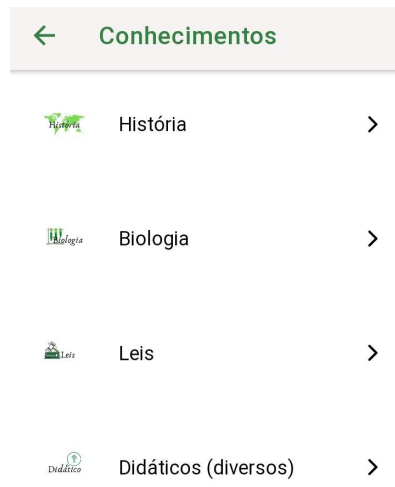 Conhecimentos
História
História
Biologia
Biologia
Leis
Leis
Didático
Didáticos (diversos)